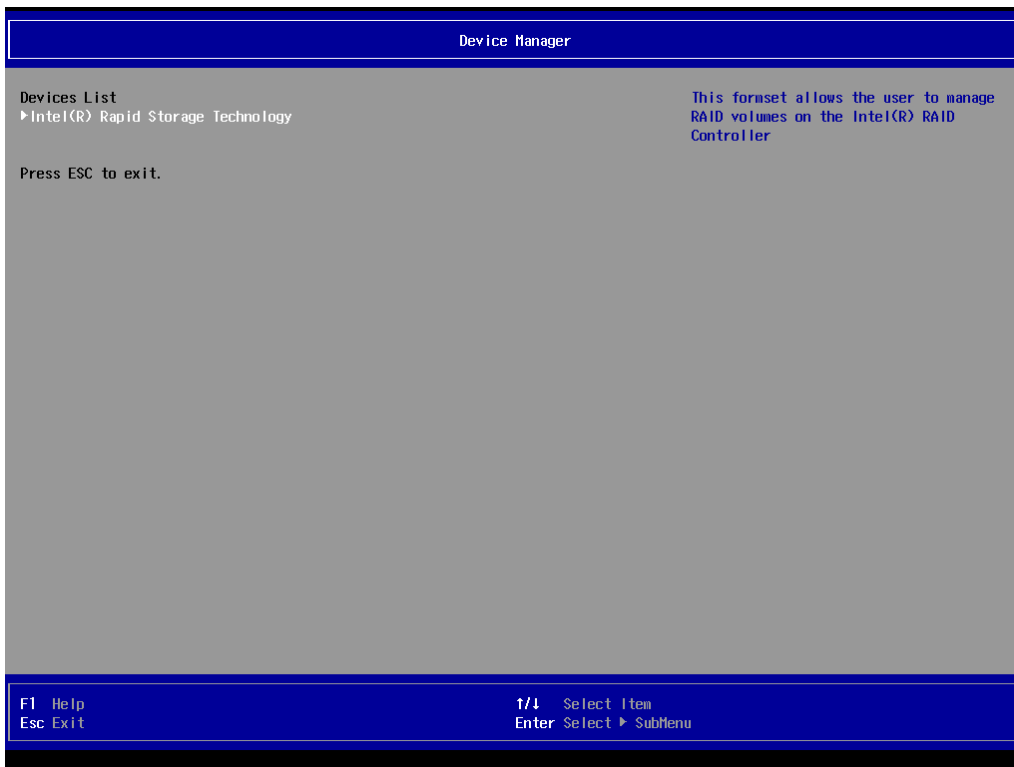 Device Manager
Devices List
▶Intel(R) Rapid Storage Technology
This formset allows the user to manage
RAID volumes on the Intel(R) RAID
Controller
Press ESC to exit.
F1 Help
↑/↓ Select Item
Esc Exit
Enter Select ▶ SubMenu